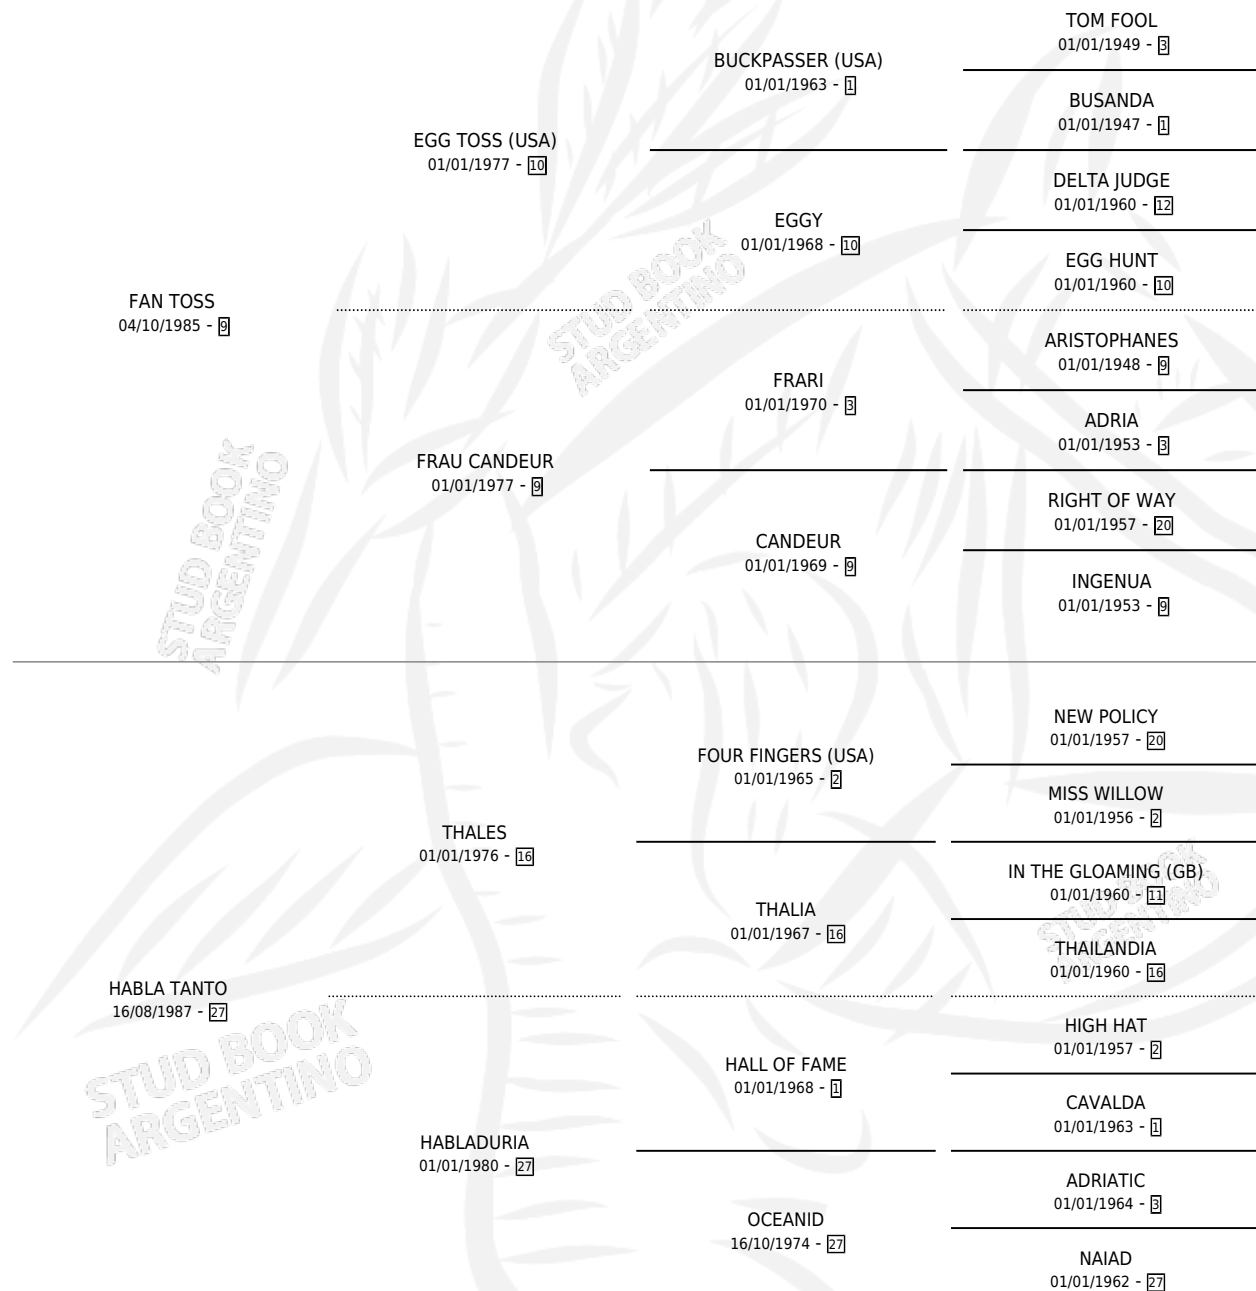 TOM FOOL
01/01/1949 - 3
BUCKPASSER (USA)
01/01/1963 - 1
BUSANDA
01/01/1947 - 1
EGG TOSS (USA)
01/01/1977 - 10
DELTA JUDGE
01/01/1960 - 12
EGGY
01/01/1968 - 10
EGG HUNT
01/01/1960 - 10
FAN TOSS
04/10/1985 - 9
STUD BOOK
ARGENTINO
ARISTOPHANES
01/01/1948 - 9
FRARI
01/01/1970 - 3
ADRIA
01/01/1953 - 3
FRAU CANDEUR
01/01/1977 - 9
RIGHT OF WAY
01/01/1957 - 20
CANDEUR
01/01/1969 - 9
INGENUA
01/01/1953 - 9
STUD BOOK
ARGENTINO
NEW POLICY
01/01/1957 - 20
FOUR FINGERS (USA)
01/01/1965 - 2
MISS WILLOW
01/01/1956 - 2
THALES
01/01/1976 - 16
IN THE GLOAMING (GB)
01/01/1960 - 11
THALIA
01/01/1967 - 16
STUD BOOK
ARGENTINO
THAILANDIA
01/01/1960 - 16
HABLA TANTO
16/08/1987 - 27
HIGH HAT
01/01/1957 - 2
HALL OF FAME
01/01/1968 - 1
STUD BOOK
ARGENTINO
CAVALDA
01/01/1963 - 1
HABLADURIA
01/01/1980 - 27
ADRIATIC
01/01/1964 - 3
OCEANID
16/10/1974 - 27
NAIAD
01/01/1962 - 27